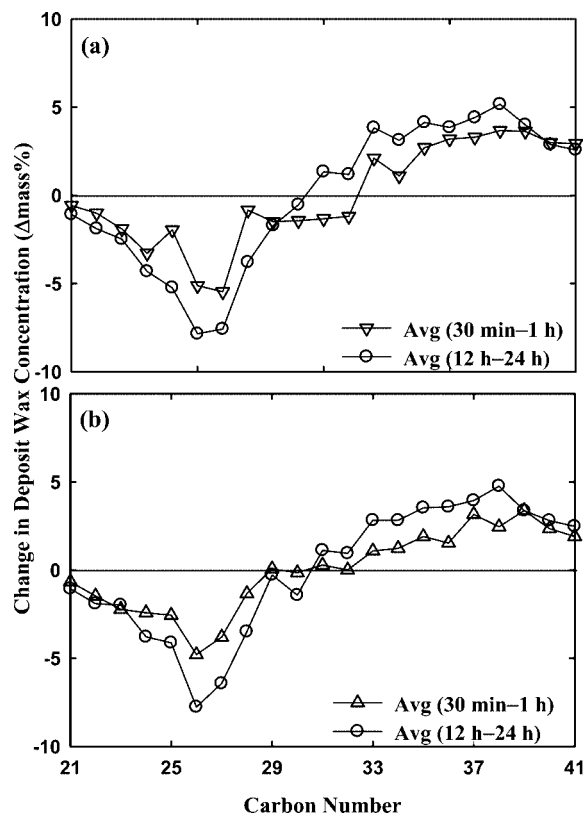 (a)
10
5
0
-5
-10
Avg (30 min–1 h)
Avg (12 h–24 h)
Change in Deposit Wax Concentration (Δmass%)
(b)
10
5
0
-5
-10
Avg (30 min–1 h)
Avg (12 h–24 h)
21 25 29 33 37 41
Carbon Number